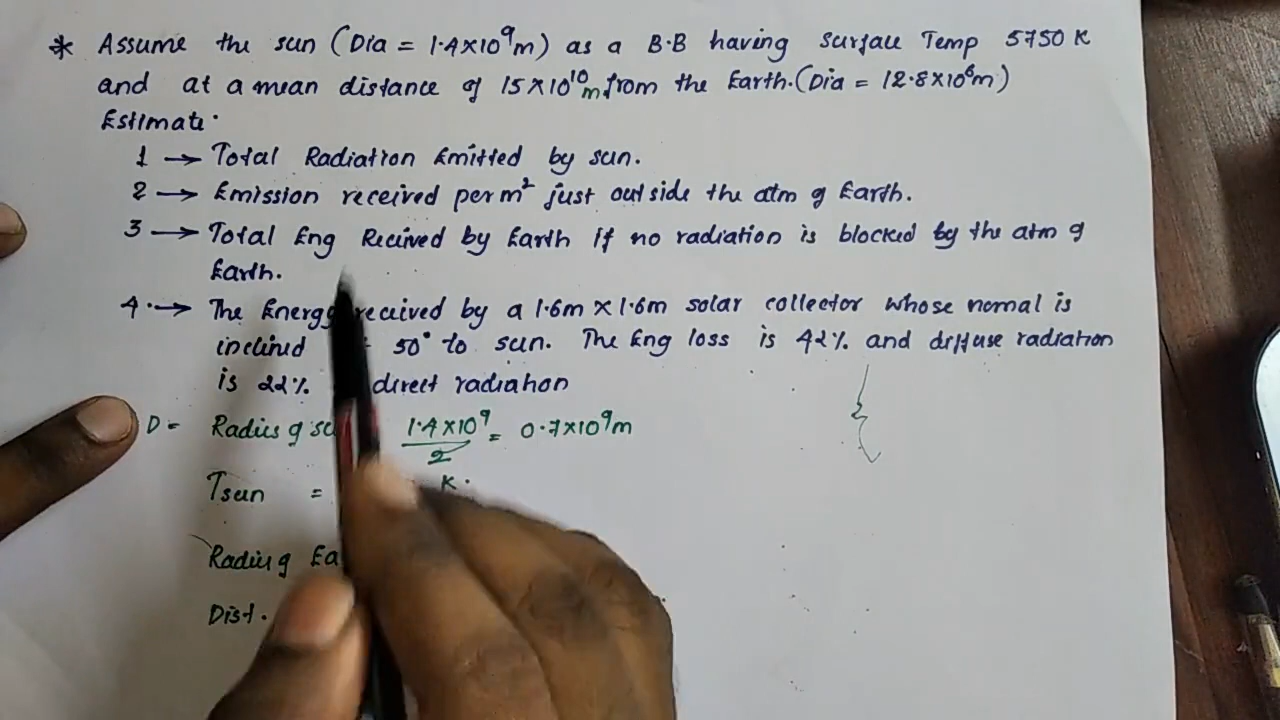 * Assume the sun (Dia = 1.4×10⁹m) as a B.B having surface Temp 5750 K
and at a mean distance of 15×10¹⁰m from the Earth. (Dia = 12.8×10⁶m)
Estimate.
1 → Total Radiation Emitted by sun.
2 → Emission received per m² just outside the atm of Earth.
3 → Total Eng Recived by Earth if no radiation is blocked by the atm of
Earth.
4. → The Energy received by a 1.6m × 1.6m solar collector whose normal is
inclined 50° to sun. The Eng loss is 42% and diffuse radiation
is 22% direct radiation
D = Radius of 1.4×10⁹/2 = 0.7×10⁹m
Tsun = K.
Radius of
Dist.